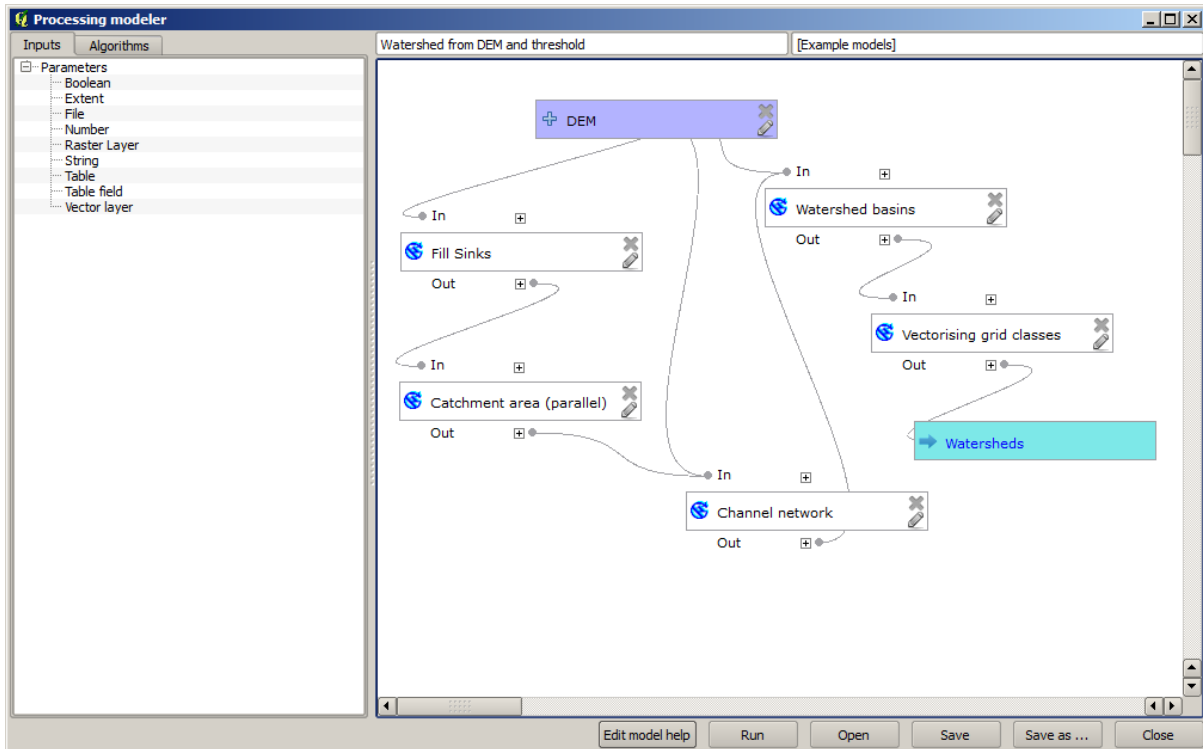 Processing modeler
Inputs
Algorithms
Parameters
Boolean
Extent
File
Number
Raster Layer
String
Table
Table field
Vector layer
Watershed from DEM and threshold
[Example models]
DEM
In
Watershed basins
Out
In
Fill Sinks
Out
In
Vectorising grid classes
Out
In
Catchment area (parallel)
Out
Watersheds
In
Channel network
Out
Edit model help
Run
Open
Save
Save as ...
Close